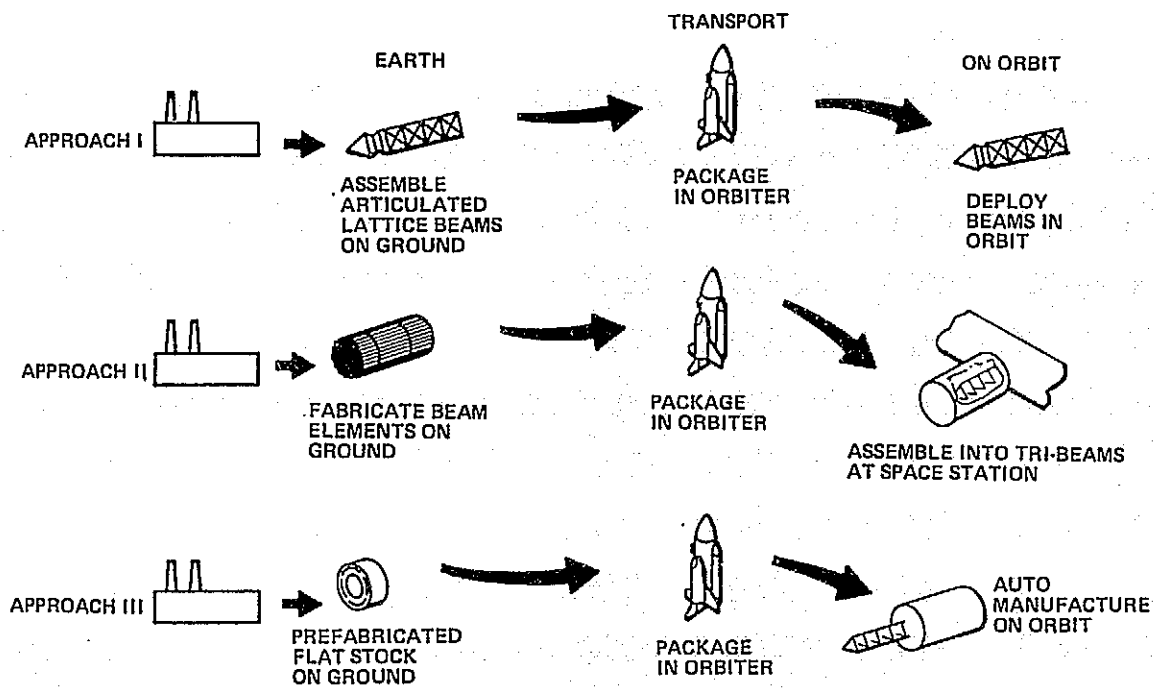 EARTH
TRANSPORT
ON ORBIT
APPROACH I
ASSEMBLE
ARTICULATED
LATTICE BEAMS
ON GROUND
PACKAGE
IN ORBITER
DEPLOY
BEAMS IN
ORBIT
APPROACH II
FABRICATE BEAM
ELEMENTS ON
GROUND
PACKAGE
IN ORBITER
ASSEMBLE INTO TRI-BEAMS
AT SPACE STATION
APPROACH III
PREFABRICATED
FLAT STOCK
ON GROUND
PACKAGE
IN ORBITER
AUTO
MANUFACTURE
ON ORBIT